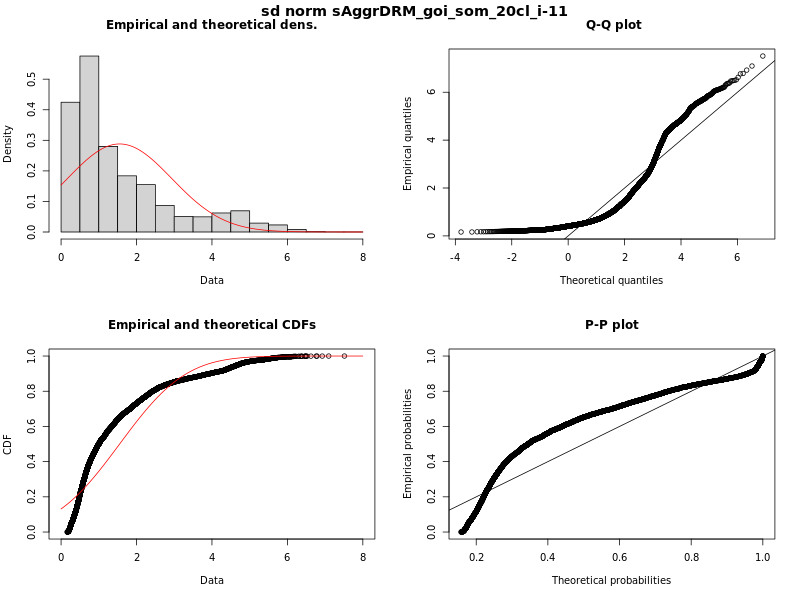 sd norm sAggrDRM_goi_som_20cl_i-11
Empirical and theoretical dens.
Density
0.0 0.1 0.2 0.3 0.4 0.5
0 2 4 6 8
Data
Q-Q plot
Empirical quantiles
0 2 4 6
-4 -2 0 2 4 6
Theoretical quantiles
Empirical and theoretical CDFs
CDF
0.0 0.2 0.4 0.6 0.8 1.0
0 2 4 6 8
Data
P-P plot
Empirical probabilities
0.0 0.2 0.4 0.6 0.8 1.0
0.2 0.4 0.6 0.8 1.0
Theoretical probabilities